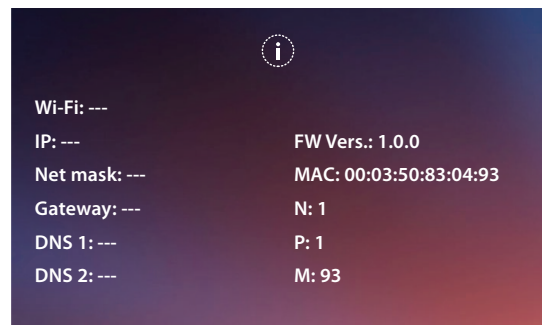 i
Wi-Fi: ---
IP: ---
Net mask: ---
Gateway: ---
DNS 1: ---
DNS 2: ---
FW Vers.: 1.0.0
MAC: 00:03:50:83:04:93
N: 1
P: 1
M: 93